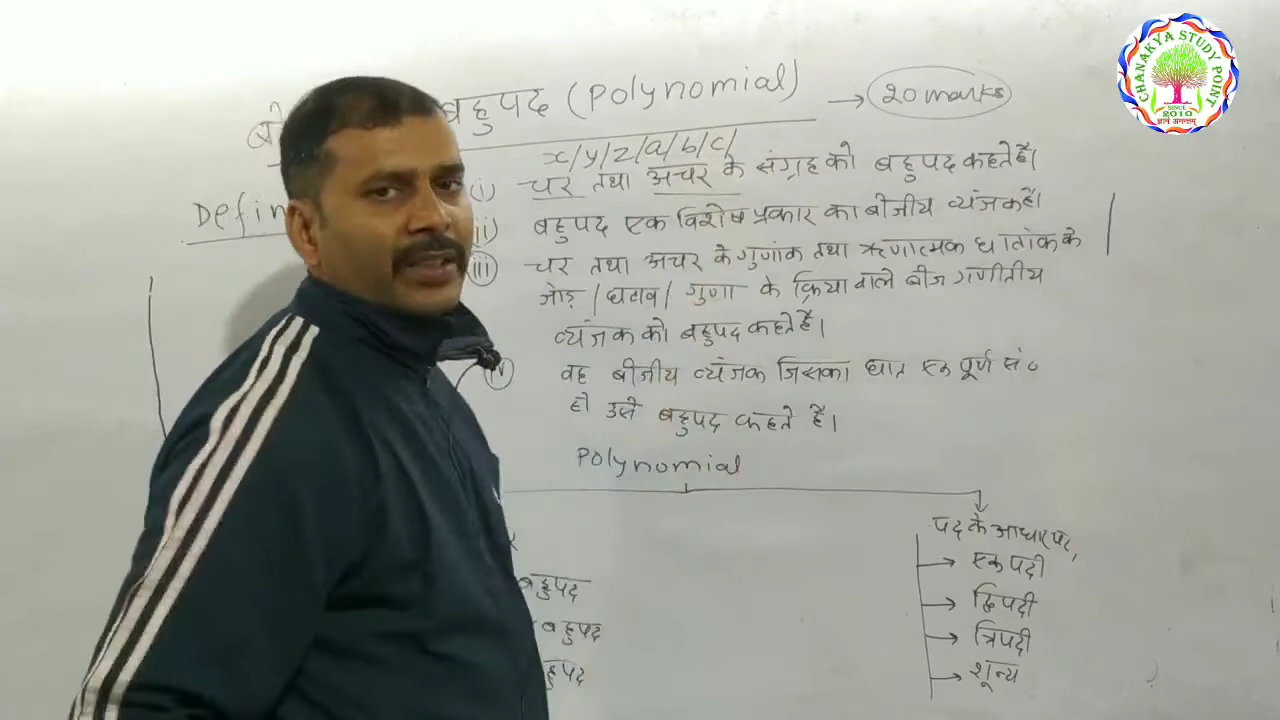 बहुपद (Polynomial) → 20 marks
x/y/z/a/b/c/
(i) चर तथा अचर के संग्रह को बहुपद कहते हैं।
Defin
(ii) बहुपद एक विशेष प्रकार का बीजीय व्यंजक हैं।
(iii) चर तथा अचर के गुणांक तथा ऋणात्मक घातांक के
जोड़ / घटाव / गुणा के क्रिया वाले बीज गणीतीय
व्यंजक को बहुपद कहते हैं।
(iv) वह बीजीय व्यंजक जिसका घात एक पूर्ण सं०
हो उसे बहुपद कहते हैं।
Polynomial
पद के आधार पर,
→ एकपदी
→ द्विपदी
→ त्रिपदी
→ शून्य
बहुपद
बहुपद
हुपद
CHANAKYA STUDY POINT
SINCE
2010
ज्ञान अनन्तम्